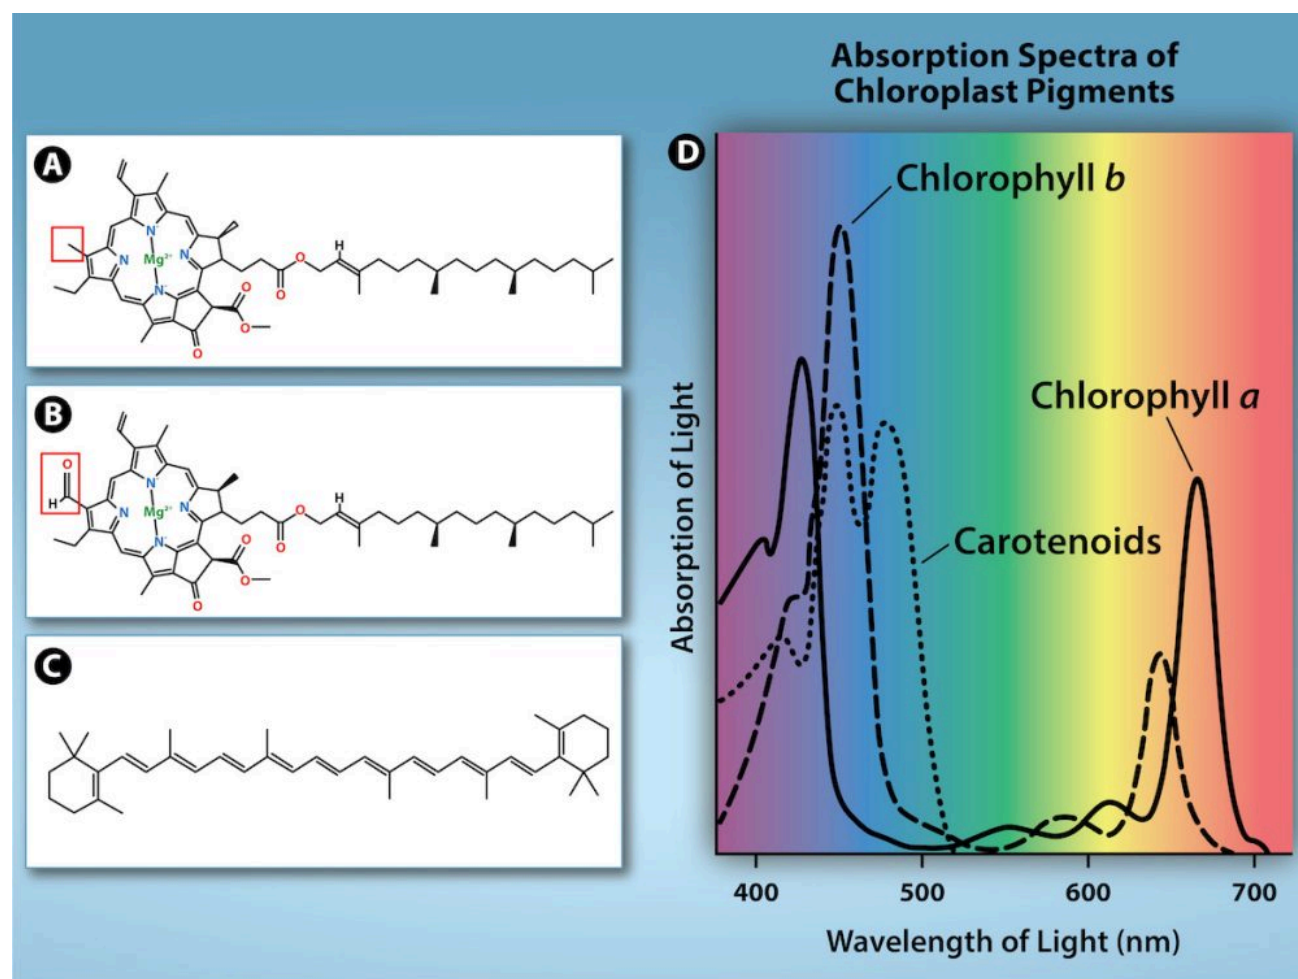 Absorption Spectra of
Chloroplast Pigments
A
N
N
Mg²⁺
N
N⁻
O
O
H
O
O
O
B
O
H
N
N
Mg²⁺
N
N⁻
O
O
H
O
O
O
C
D
Chlorophyll b
Chlorophyll a
Carotenoids
Absorption of Light
400
500
600
700
Wavelength of Light (nm)